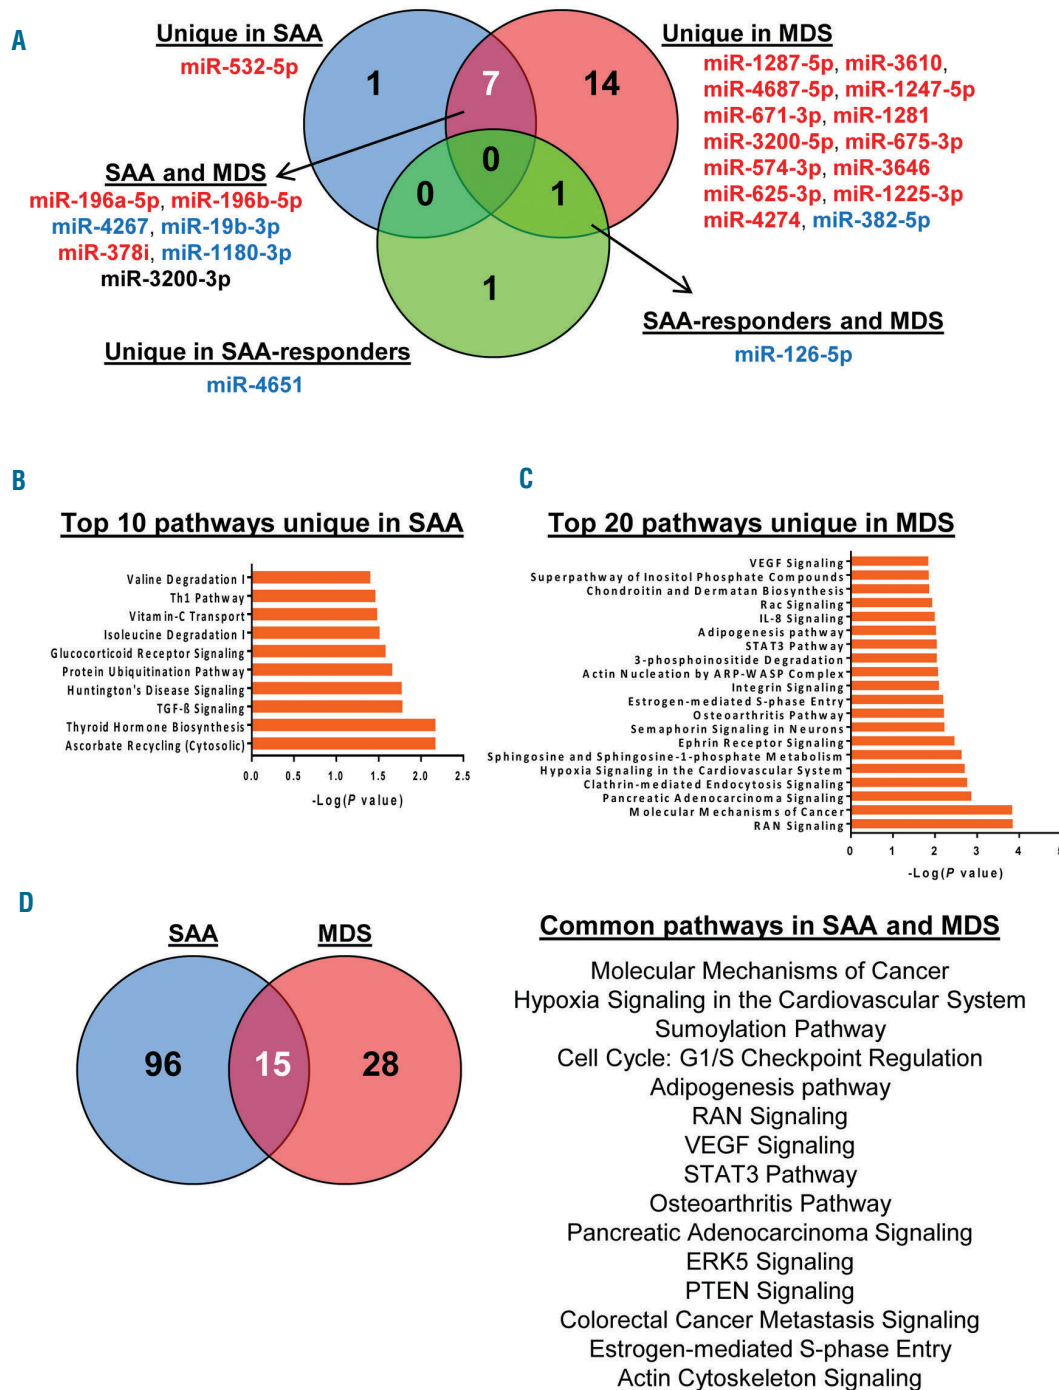 A
Unique in SAA
miR-532-5p
Unique in MDS
miR-1287-5p, miR-3610,
miR-4687-5p, miR-1247-5p
miR-671-3p, miR-1281
miR-3200-5p, miR-675-3p
miR-574-3p, miR-3646
miR-625-3p, miR-1225-3p
miR-4274, miR-382-5p
1
7
14
0
0
1
1
SAA and MDS
miR-196a-5p, miR-196b-5p
miR-4267, miR-19b-3p
miR-378i, miR-1180-3p
miR-3200-3p
SAA-responders and MDS
miR-126-5p
Unique in SAA-responders
miR-4651
B
Top 10 pathways unique in SAA
Valine Degradation I
Th1 Pathway
Vitamin-C Transport
Isoleucine Degradation I
Glucocorticoid Receptor Signaling
Protein Ubiquitination Pathway
Huntington's Disease Signaling
TGF-ß Signaling
Thyroid Hormone Biosynthesis
Ascorbate Recycling (Cytosolic)
0.0 0.5 1.0 1.5 2.0 2.5
-Log(P value)
C
Top 20 pathways unique in MDS
VEGF Signaling
Superpathway of Inositol Phosphate Compounds
Chondroitin and Dermatan Biosynthesis
Rac Signaling
IL-8 Signaling
Adipogenesis pathway
STAT3 Pathway
3-phosphoinositide Degradation
Actin Nucleation by ARP-WASP Complex
Integrin Signaling
Estrogen-mediated S-phase Entry
Osteoarthritis Pathway
Semaphorin Signaling in Neurons
Ephrin Receptor Signaling
Sphingosine and Sphingosine-1-phosphate Metabolism
Hypoxia Signaling in the Cardiovascular System
Clathrin-mediated Endocytosis Signaling
Pancreatic Adenocarcinoma Signaling
Molecular Mechanisms of Cancer
RAN Signaling
0 1 2 3 4 5
-Log(P value)
D
SAA
MDS
96
15
28
Common pathways in SAA and MDS
Molecular Mechanisms of Cancer
Hypoxia Signaling in the Cardiovascular System
Sumoylation Pathway
Cell Cycle: G1/S Checkpoint Regulation
Adipogenesis pathway
RAN Signaling
VEGF Signaling
STAT3 Pathway
Osteoarthritis Pathway
Pancreatic Adenocarcinoma Signaling
ERK5 Signaling
PTEN Signaling
Colorectal Cancer Metastasis Signaling
Estrogen-mediated S-phase Entry
Actin Cytoskeleton Signaling